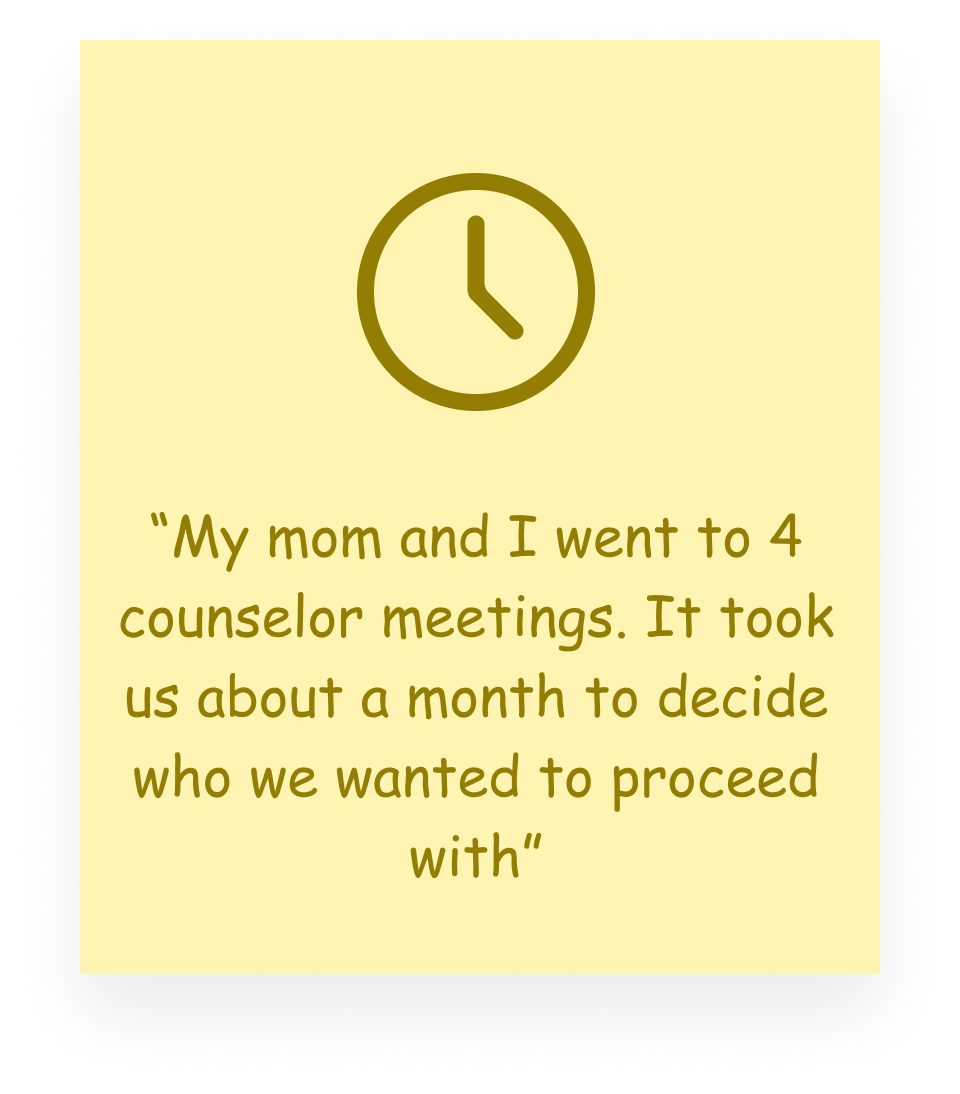 “My mom and I went to 4
counselor meetings. It took
us about a month to decide
who we wanted to proceed
with”